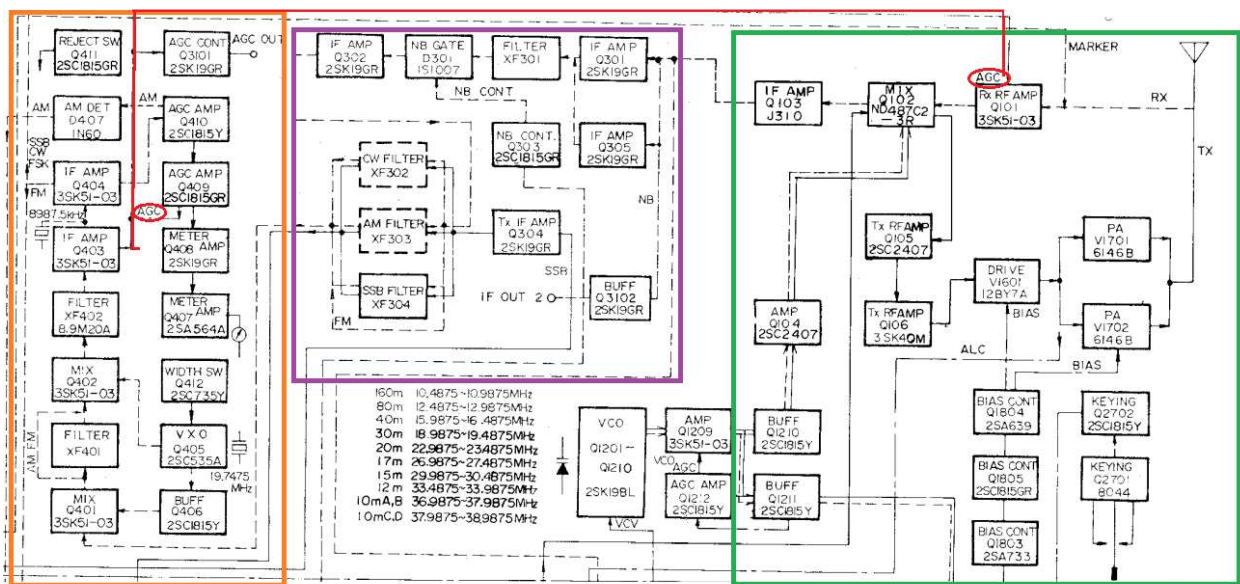 REJECT SW
Q411
2SC1815GR
AGC CONT
Q3101
2SK19GR
AGC OUT
AM
AM DET
D407
1N60
AM
AGC AMP
Q410
2SC1815Y
SSB
CW
FSK
FM
IF AMP
Q404
3SK51-03
AGC AMP
Q409
2SC1815GR
8987.5kHz
AGC
IF AMP
Q403
3SK51-03
METER
Q408 AMP
2SK19GR
FILTER
XF402
8.9M20A
METER
Q407 AMP
2SA564A
MIX
Q402
3SK51-03
WIDTH SW
Q412
2SC735Y
AM FM
FILTER
XF401
VXO
Q405
2SC535A
19.7475
MHz
MIX
Q401
3SK51-03
BUFF
Q406
2SC1815Y
IF AMP
Q302
2SK19GR
NB GATE
D301
1S1007
FILTER
XF301
IF AMP
Q301
2SK19GR
NB CONT
NB CONT.
Q303
2SC1815GR
IF AMP
Q305
2SK19GR
CW FILTER
XF302
NB
AM FILTER
XF303
Tx IF AMP
Q304
2SK19GR
SSB
SSB FILTER
XF304
IF OUT 2
BUFF
Q3102
2SK19GR
FM
160m 10.4875~10.9875MHz
80m 12.4875~12.9875MHz
40m 15.9875~16.4875MHz
30m 18.9875~19.4875MHz
20m 22.9875~23.4875MHz
17m 26.9875~27.4875MHz
15m 29.9875~30.4875MHz
12m 33.4875~33.9875MHz
10mA,B 36.9875~37.9875MHz
10mC,D 37.9875~38.9875MHz
VCO
Q1201~
Q1210
2SK19BL
VCV
AMP
Q1209
3SK51-03
VCO
AGC
AGC AMP
Q1212
2SC1815Y
BUFF
Q1210
2SC1815Y
BUFF
Q1211
2SC1815Y
MARKER
AGC
IF AMP
Q103
J310
MIX
Q102
ND487C2
-3R
Rx RF AMP
Q101
3SK51-03
RX
TX
Tx RF AMP
Q105
2SC2407
PA
V1701
6146B
DRIVE
V1601
12BY7A
BIAS
AMP
Q104
2SC2407
Tx RF AMP
Q106
3SK40M
PA
V1702
6146B
ALC
BIAS
BIAS CONT
Q1804
2SA639
KEYING
Q2702
2SC1815Y
BIAS CONT
Q1805
2SC1815GR
KEYING
Q2701
8044
BIAS CONT
Q1803
2SA733